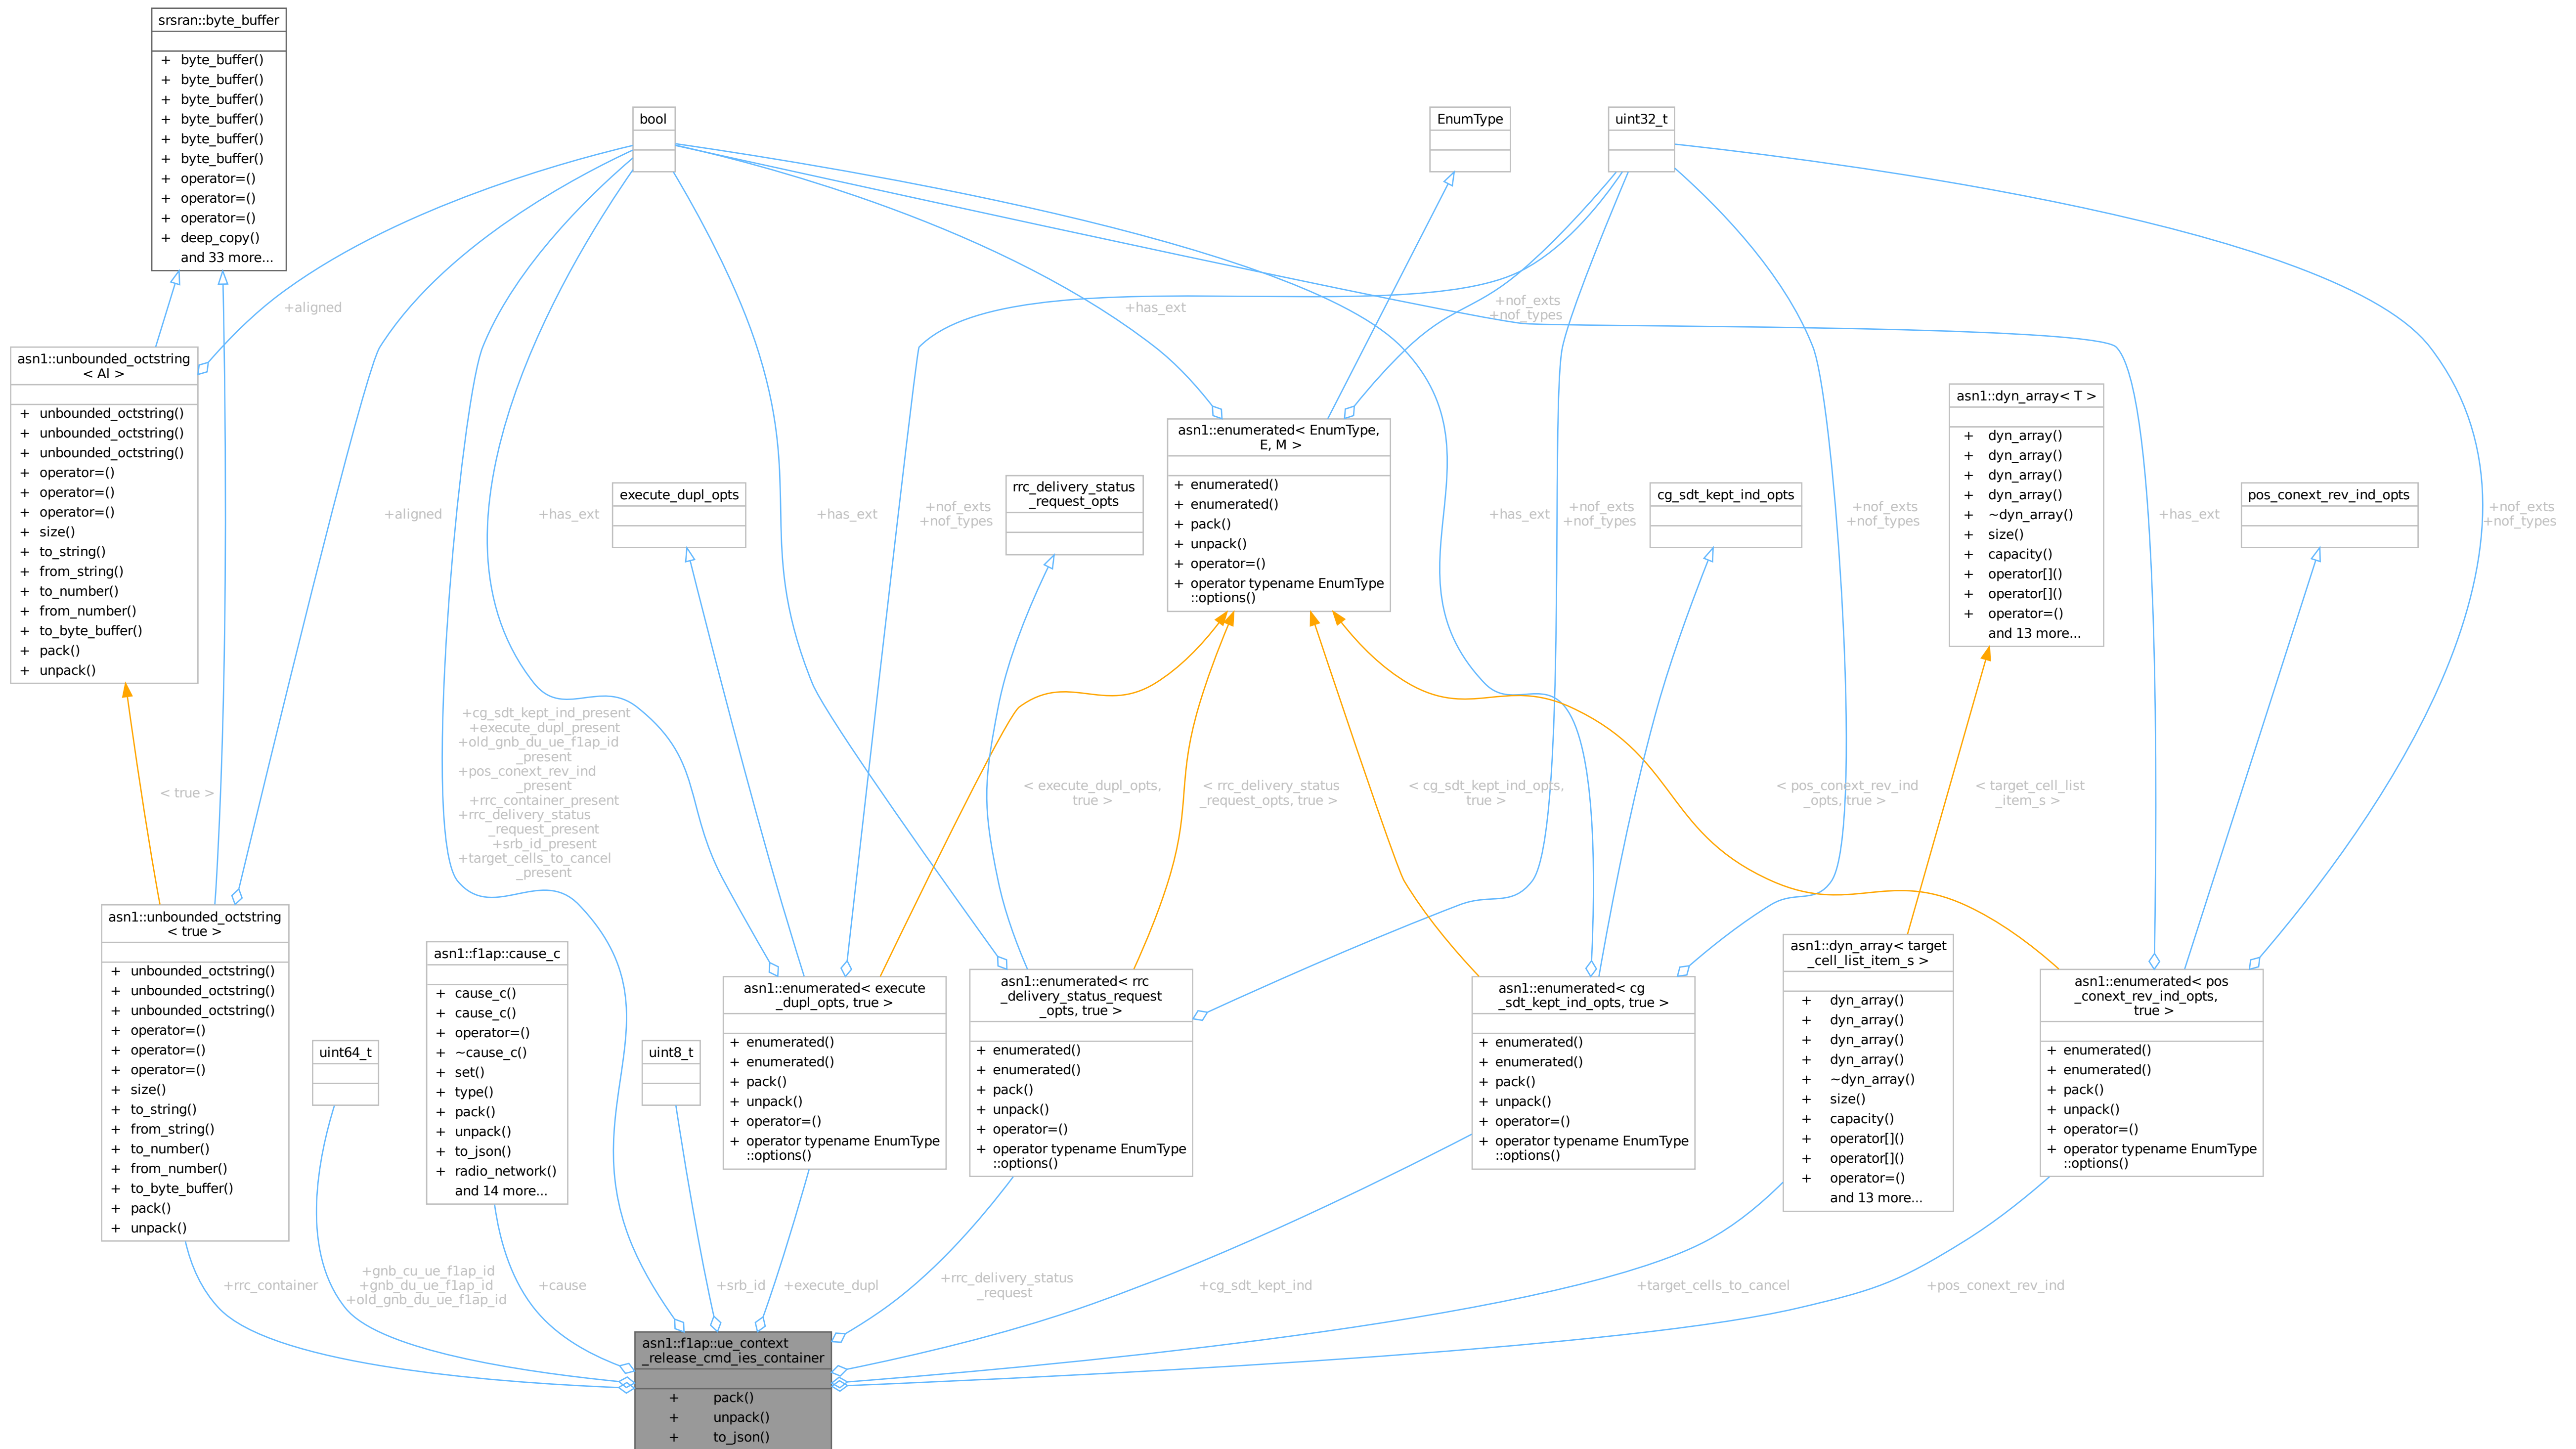 srsran::byte_buffer
+ byte_buffer()
+ byte_buffer()
+ byte_buffer()
+ byte_buffer()
+ byte_buffer()
+ byte_buffer()
+ operator=()
+ operator=()
+ operator=()
+ deep_copy()
and 33 more...
bool
EnumType
uint32_t
+aligned
+has_ext
+nof_exts
+nof_types
asn1::unbounded_octstring
< Al >
+ unbounded_octstring()
+ unbounded_octstring()
+ unbounded_octstring()
+ operator=()
+ operator=()
+ operator=()
+ size()
+ to_string()
+ from_string()
+ to_number()
+ from_number()
+ to_byte_buffer()
+ pack()
+ unpack()
asn1::enumerated< EnumType,
E, M >
+ enumerated()
+ enumerated()
+ pack()
+ unpack()
+ operator=()
+ operator typename EnumType
::options()
asn1::dyn_array< T >
+ dyn_array()
+ dyn_array()
+ dyn_array()
+ dyn_array()
+ ~dyn_array()
+ size()
+ capacity()
+ operator[]()
+ operator[]()
+ operator=()
and 13 more...
execute_dupl_opts
rrc_delivery_status
_request_opts
cg_sdt_kept_ind_opts
pos_conext_rev_ind_opts
+aligned
+has_ext
+has_ext
+nof_exts
+nof_types
+has_ext
+nof_exts
+nof_types
+nof_exts
+nof_types
+has_ext
+nof_exts
+nof_types
+cg_sdt_kept_ind_present
+execute_dupl_present
+old_gnb_du_ue_f1ap_id
_present
+pos_conext_rev_ind
_present
+rrc_container_present
+rrc_delivery_status
_request_present
+srb_id_present
+target_cells_to_cancel
_present
< true >
< execute_dupl_opts,
true >
< rrc_delivery_status
_request_opts, true >
< cg_sdt_kept_ind_opts,
true >
< pos_conext_rev_ind
_opts, true >
< target_cell_list
_item_s >
asn1::unbounded_octstring
< true >
+ unbounded_octstring()
+ unbounded_octstring()
+ unbounded_octstring()
+ operator=()
+ operator=()
+ operator=()
+ size()
+ to_string()
+ from_string()
+ to_number()
+ from_number()
+ to_byte_buffer()
+ pack()
+ unpack()
uint64_t
asn1::f1ap::cause_c
+ cause_c()
+ cause_c()
+ operator=()
+ ~cause_c()
+ set()
+ type()
+ pack()
+ unpack()
+ to_json()
+ radio_network()
and 14 more...
uint8_t
asn1::enumerated< execute
_dupl_opts, true >
+ enumerated()
+ enumerated()
+ pack()
+ unpack()
+ operator=()
+ operator typename EnumType
::options()
asn1::enumerated< rrc
_delivery_status_request
_opts, true >
+ enumerated()
+ enumerated()
+ pack()
+ unpack()
+ operator=()
+ operator typename EnumType
::options()
asn1::enumerated< cg
_sdt_kept_ind_opts, true >
+ enumerated()
+ enumerated()
+ pack()
+ unpack()
+ operator=()
+ operator typename EnumType
::options()
asn1::dyn_array< target
_cell_list_item_s >
+ dyn_array()
+ dyn_array()
+ dyn_array()
+ dyn_array()
+ ~dyn_array()
+ size()
+ capacity()
+ operator[]()
+ operator[]()
+ operator=()
and 13 more...
asn1::enumerated< pos
_conext_rev_ind_opts,
true >
+ enumerated()
+ enumerated()
+ pack()
+ unpack()
+ operator=()
+ operator typename EnumType
::options()
+rrc_container
+gnb_cu_ue_f1ap_id
+gnb_du_ue_f1ap_id
+old_gnb_du_ue_f1ap_id
+cause
+srb_id
+execute_dupl
+rrc_delivery_status
_request
+cg_sdt_kept_ind
+target_cells_to_cancel
+pos_conext_rev_ind
asn1::f1ap::ue_context
_release_cmd_ies_container
+ pack()
+ unpack()
+ to_json()